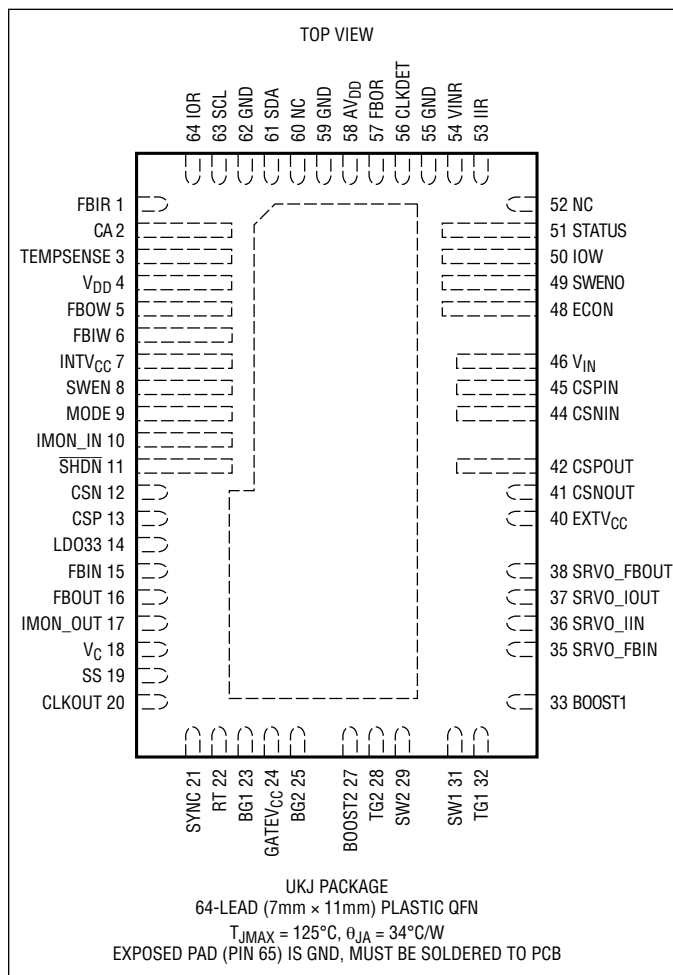 TOP VIEW
64 IOR
63 SCL
62 GND
61 SDA
60 NC
59 GND
58 AVDD
57 FBOR
56 CLKDET
55 GND
54 VINR
53 IIR
FBIR 1
CA 2
TEMPSENSE 3
VDD 4
FBOW 5
FBIW 6
INTVCC 7
SWEN 8
MODE 9
IMON_IN 10
SHDN 11
CSN 12
CSP 13
LDO33 14
FBIN 15
FBOUT 16
IMON_OUT 17
VC 18
SS 19
CLKOUT 20
52 NC
51 STATUS
50 IOW
49 SWENO
48 ECON
46 VIN
45 CSPIN
44 CSNIN
42 CSPOUT
41 CSNOUT
40 EXTVCC
38 SRVO_FBOUT
37 SRVO_IOUT
36 SRVO_IIN
35 SRVO_FBIN
33 BOOST1
SYNC 21
RT 22
BG1 23
GATEVCC 24
BG2 25
BOOST2 27
TG2 28
SW2 29
SW1 31
TG1 32
UKJ PACKAGE
64-LEAD (7mm × 11mm) PLASTIC QFN
TJMAX = 125°C, θJA = 34°C/W
EXPOSED PAD (PIN 65) IS GND, MUST BE SOLDERED TO PCB